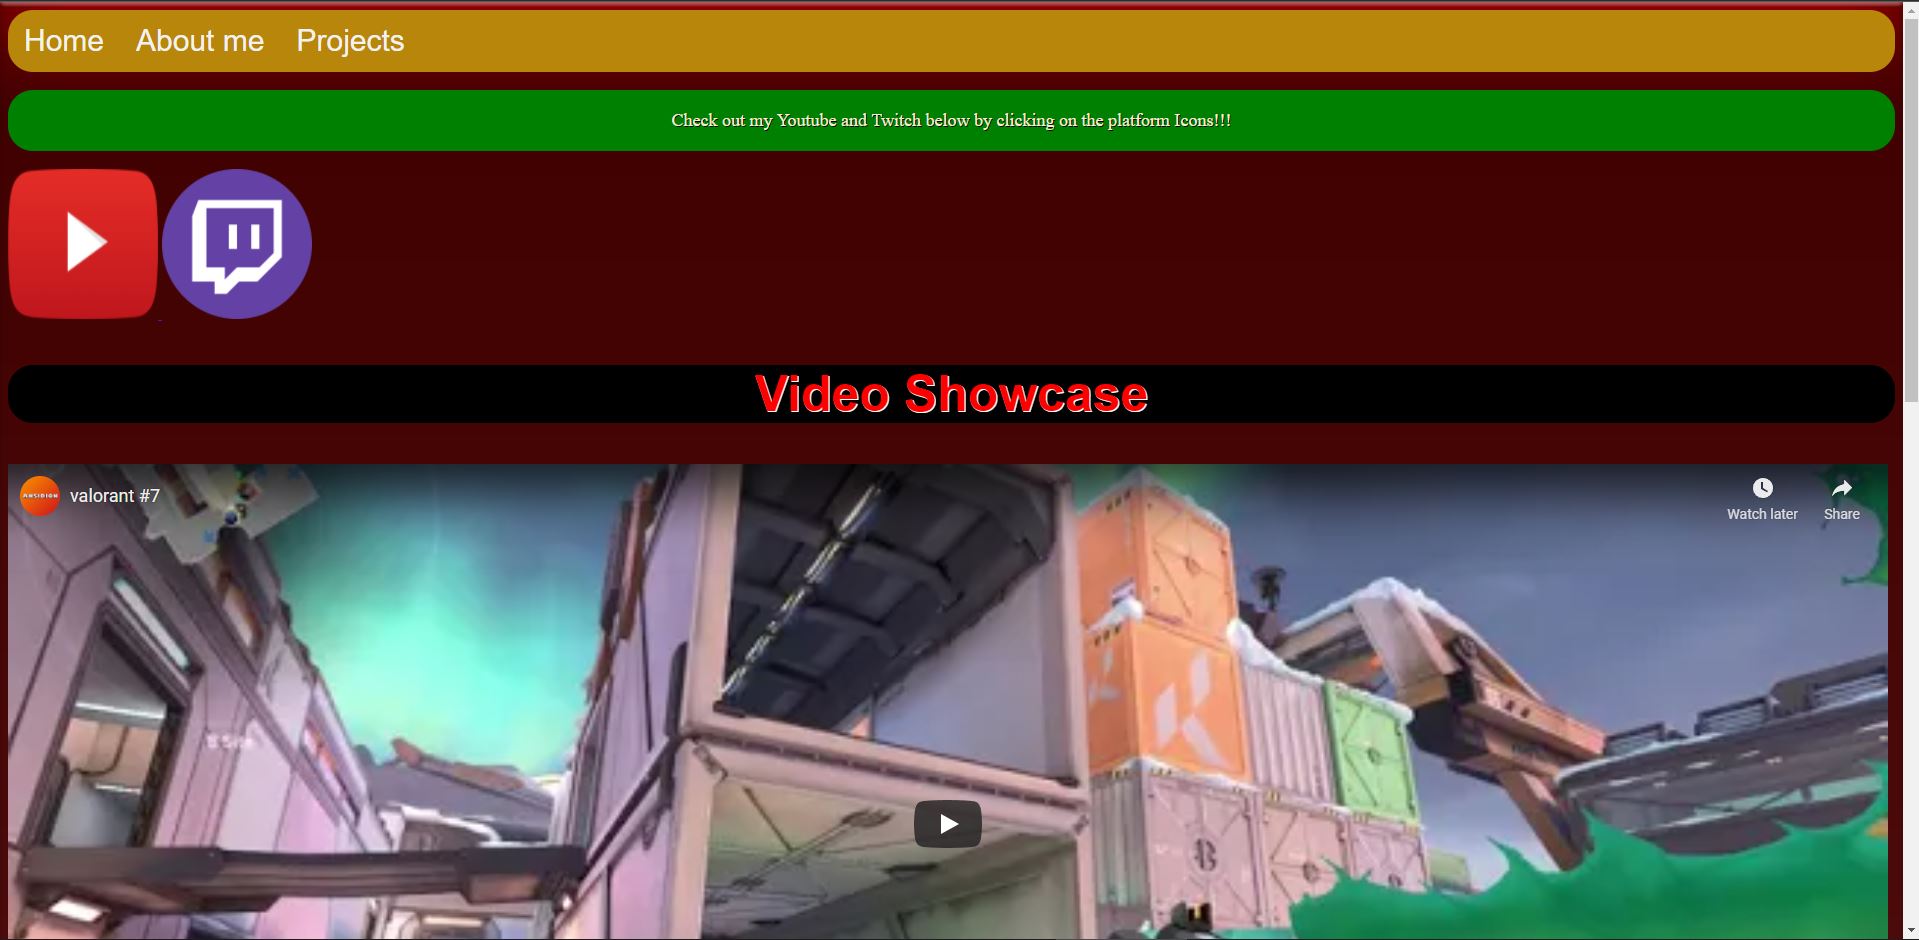 Home About me Projects
Check out my Youtube and Twitch below by clicking on the platform Icons!!!
Video Showcase
valorant #7
Watch later Share